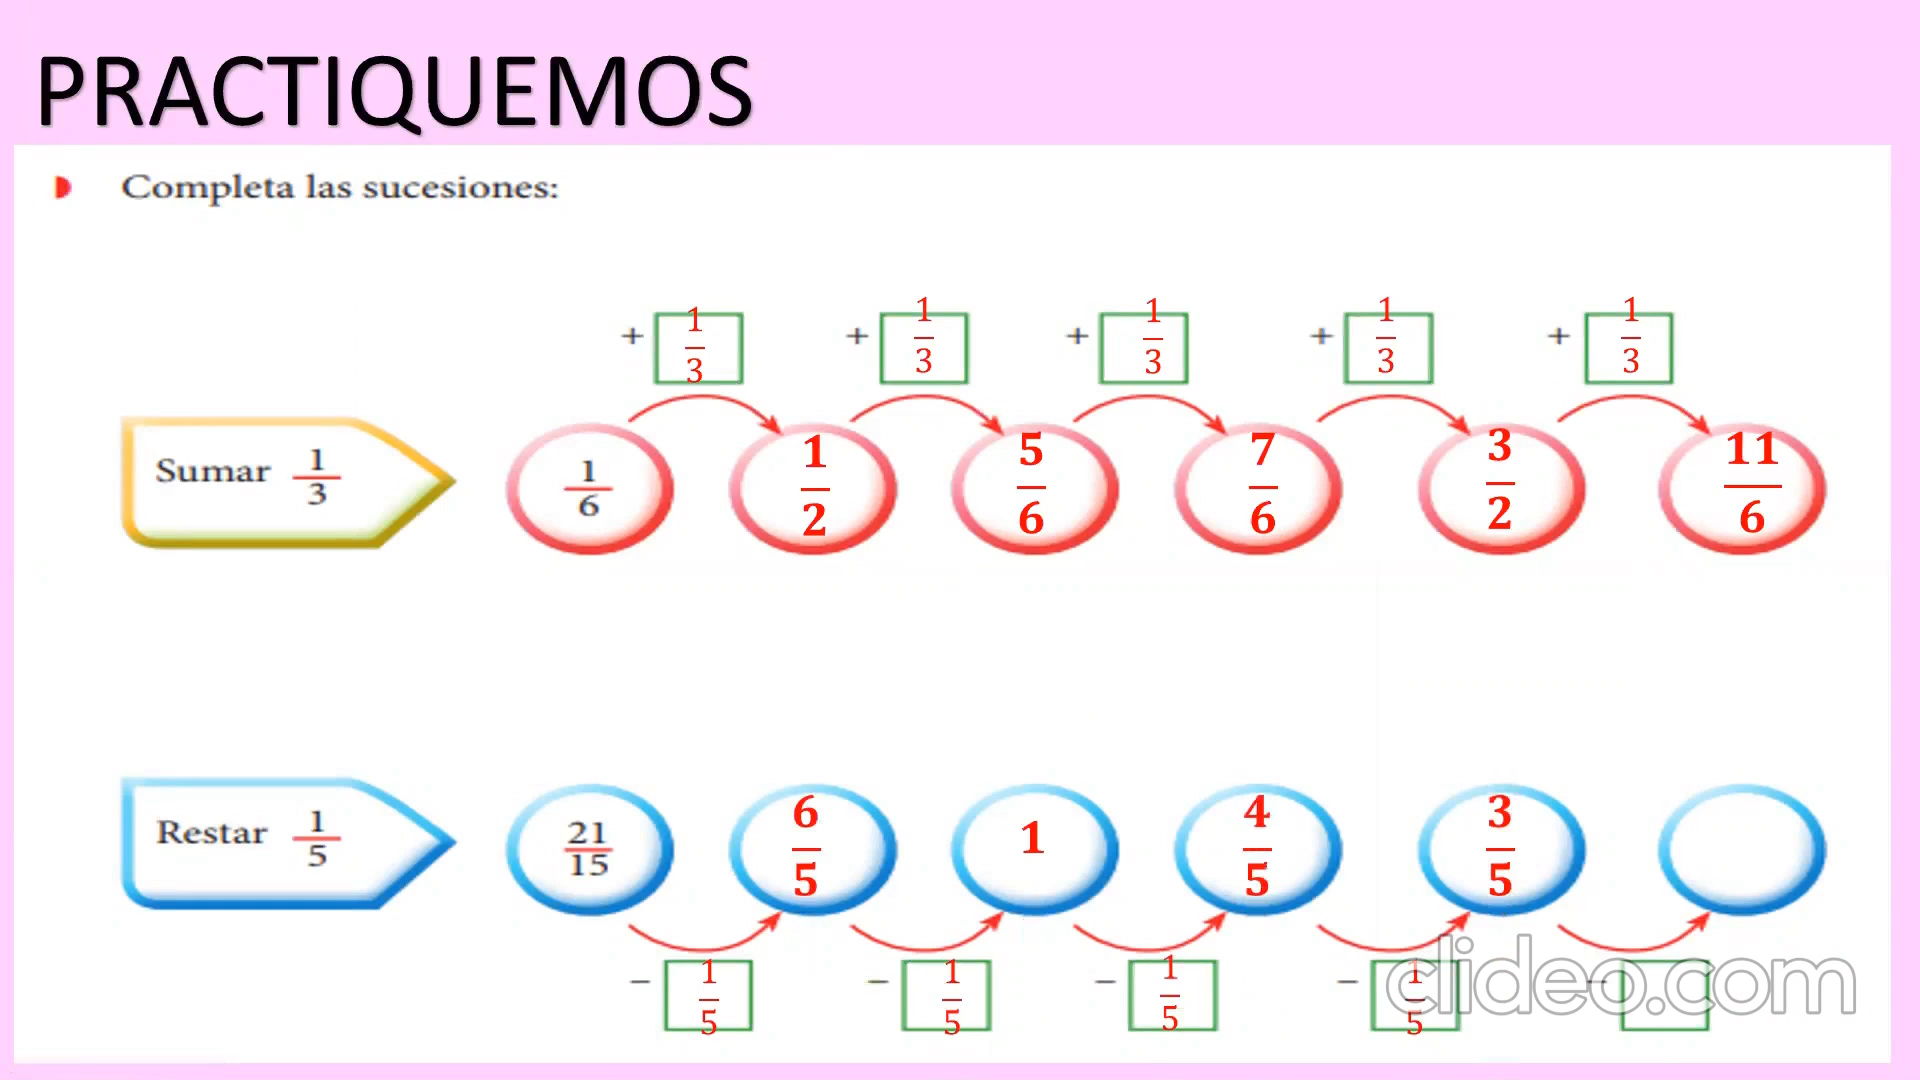 PRACTIQUEMOS
Completa las sucesiones:
+ 1/3 + 1/3 + 1/3 + 1/3 + 1/3
Sumar 1/3 1/6 1/2 5/6 7/6 3/2 11/6
Restar 1/5 21/15 6/5 1 4/5 3/5
− 1/5 − 1/5 − 1/5 − 1/5 −
clideo.com